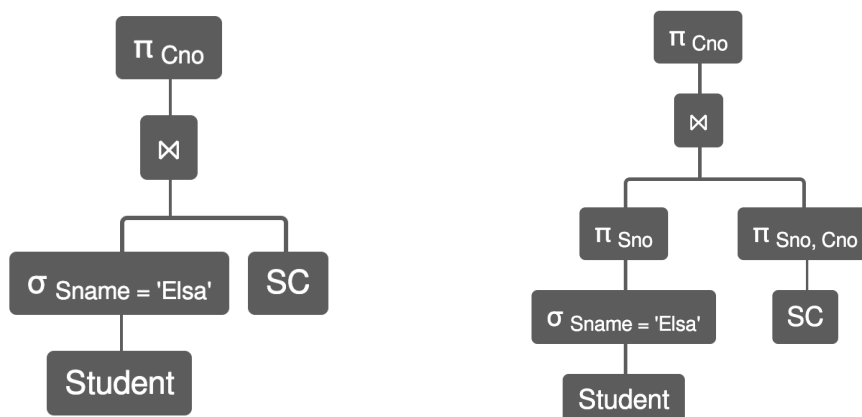 π Cno
⋈
σ Sname = 'Elsa'
SC
Student
π Cno
⋈
π Sno
π Sno, Cno
σ Sname = 'Elsa'
SC
Student